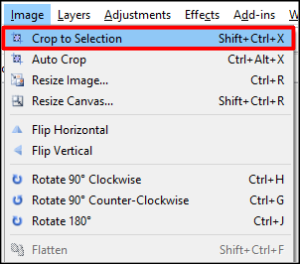 Image Layers Adjustments Effects Add-ins
Crop to Selection Shift+Ctrl+X
Auto Crop Ctrl+Alt+X
Resize Image... Ctrl+R
Resize Canvas... Shift+Ctrl+R
Flip Horizontal
Flip Vertical
Rotate 90° Clockwise Ctrl+H
Rotate 90° Counter-Clockwise Ctrl+G
Rotate 180° Ctrl+J
Flatten Shift+Ctrl+F